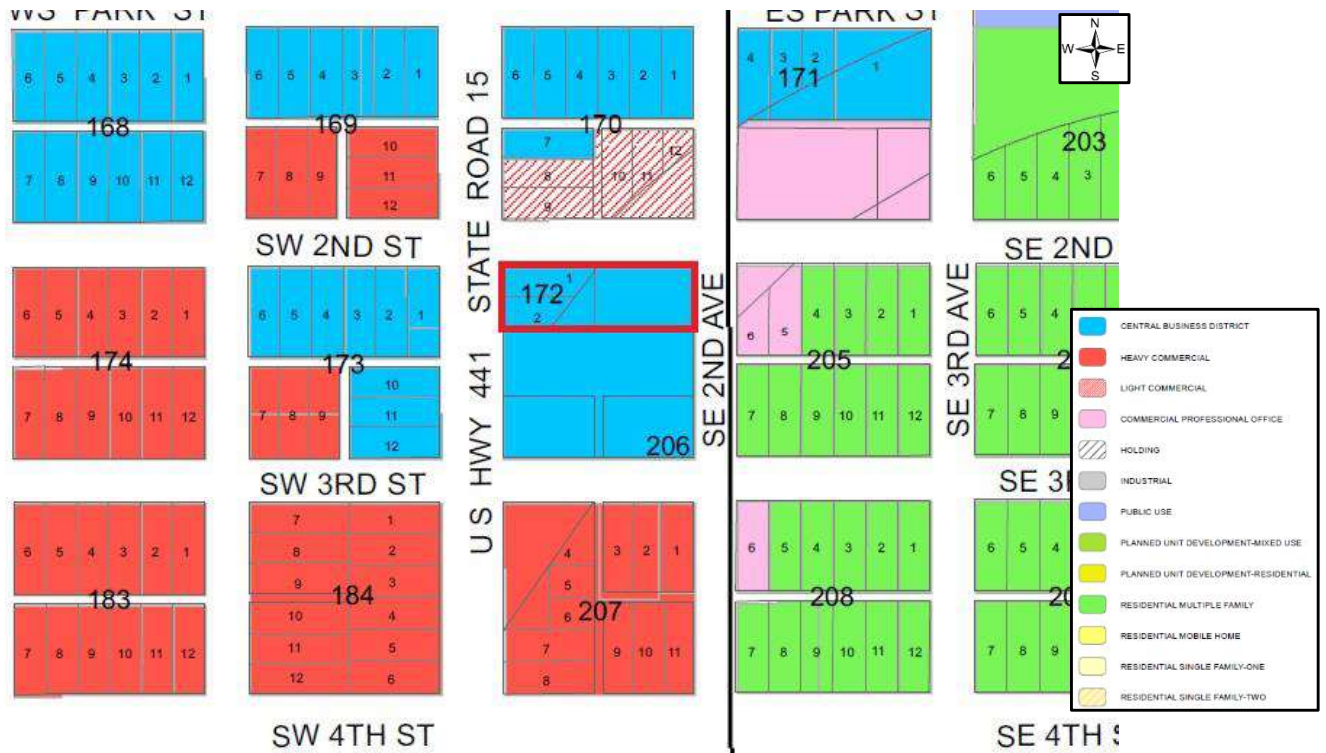 WS PARK ST
ES PARK ST
N
W E
S
6 5 4 3 2 1
168
7 8 9 10 11 12
6 5 4 3 2 1
169
7 8 9
10
11
12
STATE ROAD 15
US HWY 441
6 5 4 3 2 1
170
7
8
9
10 11 12
4 3 2 1
171
203
6 5 4 3
SW 2ND ST
SE 2ND
6 5 4 3 2 1
174
7 8 9 10 11 12
6 5 4 3 2 1
173
7 8 9
10
11
12
1
172
2
206
SE 2ND AVE
6 5 4 3 2 1
205
7 8 9 10 11 12
SE 3RD AVE
6 5 4
2
7 8 9
SW 3RD ST
SE 3
6 5 4 3 2 1
183
7 8 9 10 11 12
7 1
8 2
9 3
184
10 4
11 5
12 6
4 3 2 1
5
6
207
7
8
9 10 11
6 5 4 3 2 1
208
7 8 9 10 11 12
6 5 4
20
7 8 9
SW 4TH ST
SE 4TH S
CENTRAL BUSINESS DISTRICT
HEAVY COMMERCIAL
LIGHT COMMERCIAL
COMMERCIAL PROFESSIONAL OFFICE
HOLDING
INDUSTRIAL
PUBLIC USE
PLANNED UNIT DEVELOPMENT-MIXED USE
PLANNED UNIT DEVELOPMENT-RESIDENTIAL
RESIDENTIAL MULTIPLE FAMILY
RESIDENTIAL MOBILE HOME
RESIDENTIAL SINGLE FAMILY-ONE
RESIDENTIAL SINGLE FAMILY-TWO